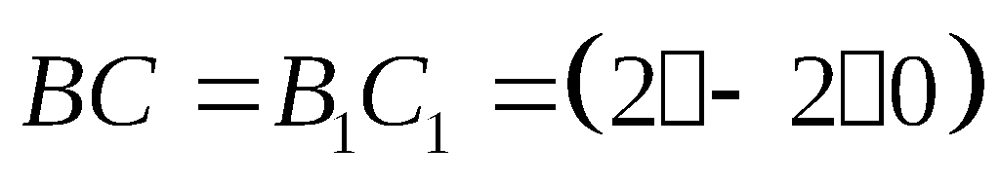 BC = B₁C₁ = (2□- 2□0)